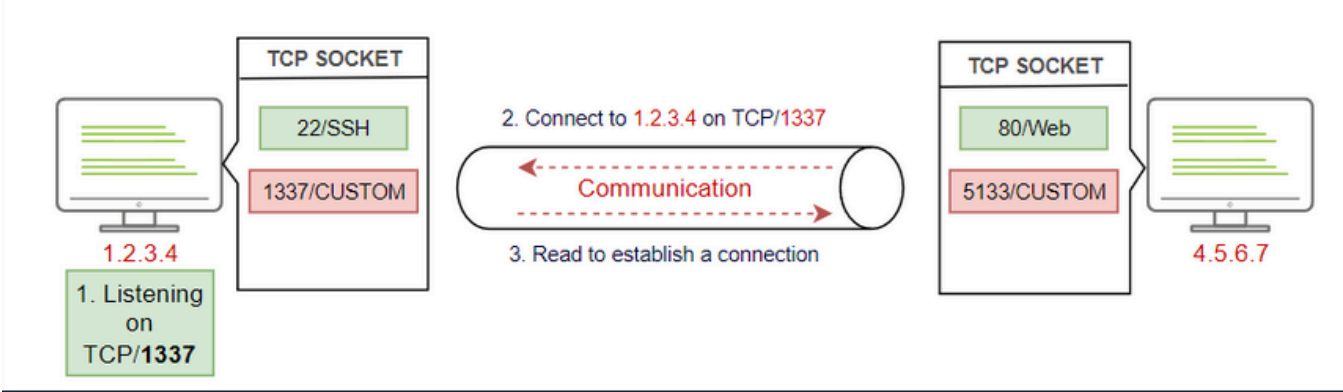 TCP SOCKET
22/SSH
1337/CUSTOM
1.2.3.4
1. Listening
on
TCP/1337
2. Connect to 1.2.3.4 on TCP/1337
Communication
3. Read to establish a connection
TCP SOCKET
80/Web
5133/CUSTOM
4.5.6.7